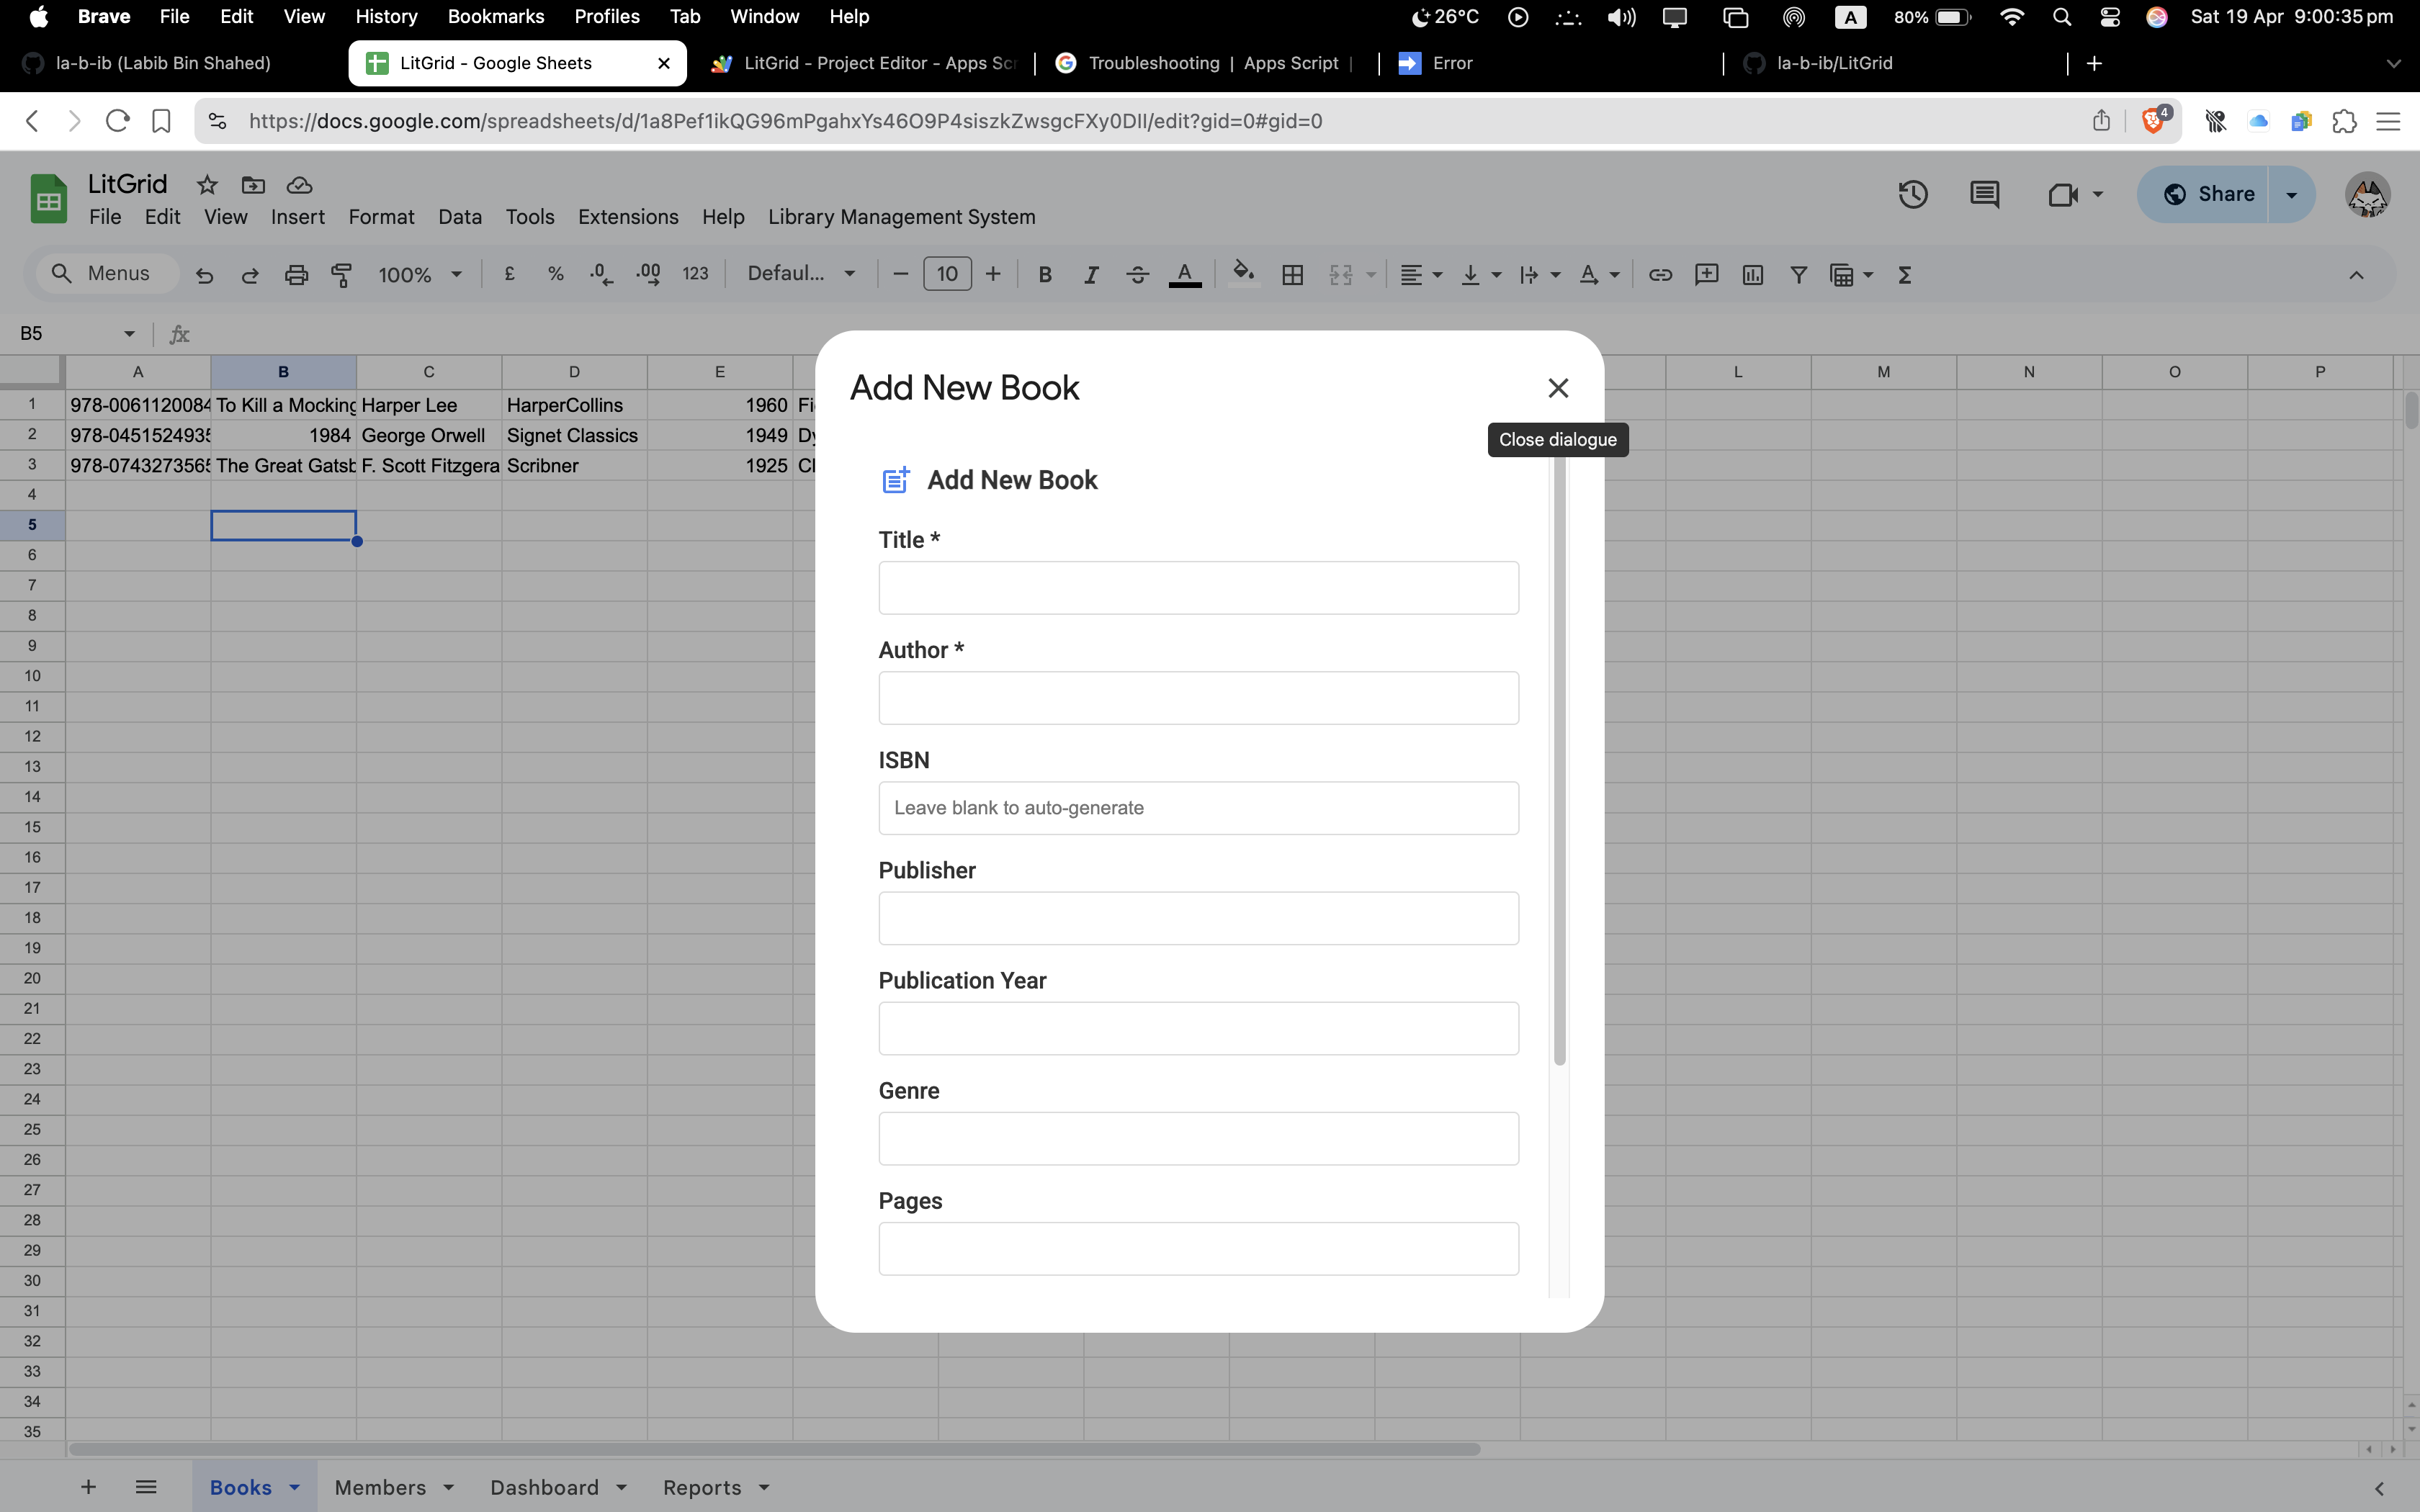 Brave File Edit View History Bookmarks Profiles Tab Window Help 26°C A 80% Sat 19 Apr 9:00:35 pm
la-b-ib (Labib Bin Shahed) LitGrid - Google Sheets LitGrid - Project Editor - Apps Scr Troubleshooting | Apps Script | Error la-b-ib/LitGrid
https://docs.google.com/spreadsheets/d/1a8Pef1ikQG96mPgahxYs46O9P4siszkZwsgcFXy0DlI/edit?gid=0#gid=0 4
LitGrid
Share
File Edit View Insert Format Data Tools Extensions Help Library Management System
Menus 100% £ % .0 .00 123 Defaul... 10 B I A
B5 fx
A B C D E L M N O P
1 978-0061120084 To Kill a Mocking Harper Lee HarperCollins 1960 Fi
2 978-0451524935 1984 George Orwell Signet Classics 1949 Dy
3 978-0743273565 The Great Gatsb F. Scott Fitzgera Scribner 1925 Cl
4
5
6
7
8
9
10
11
12
13
14
15
16
17
18
19
20
21
22
23
24
25
26
27
28
29
30
31
32
33
34
35
Add New Book
Close dialogue
Add New Book
Title *
Author *
ISBN
Leave blank to auto-generate
Publisher
Publication Year
Genre
Pages
Books Members Dashboard Reports